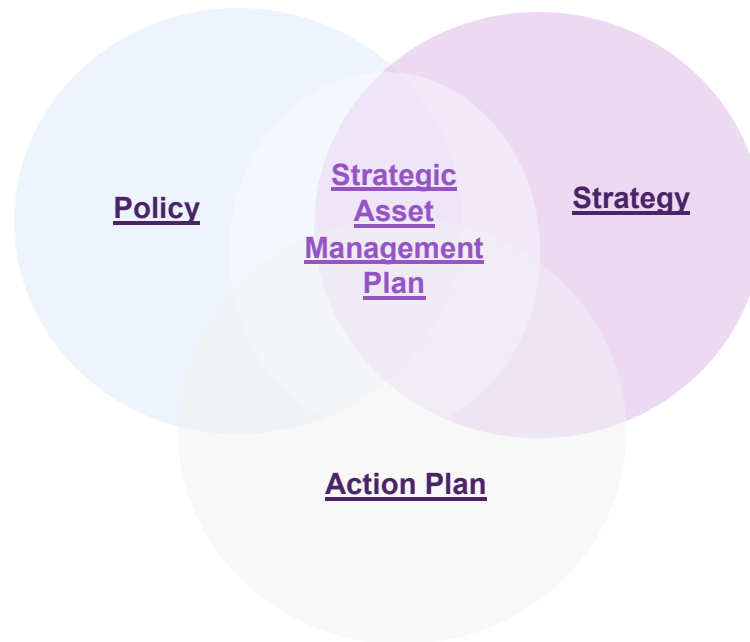 Strategic
Asset
Management
Plan
Policy
Strategy
Action Plan